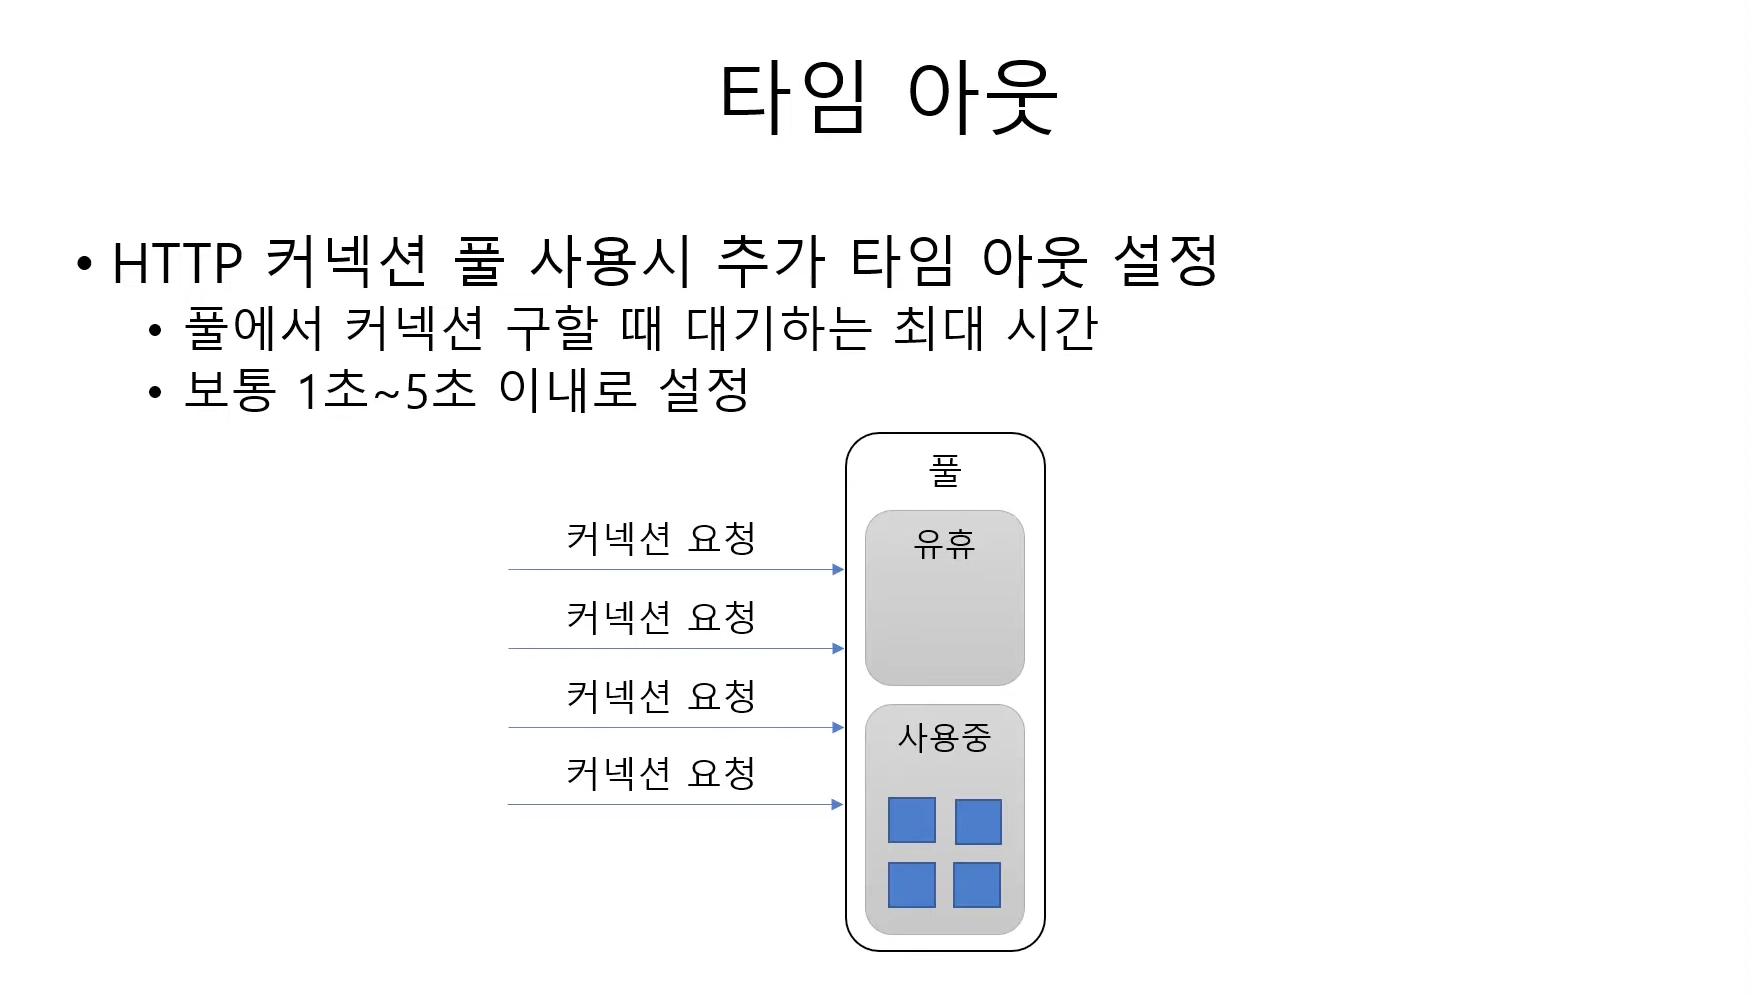 타임 아웃
• HTTP 커넥션 풀 사용시 추가 타임 아웃 설정
• 풀에서 커넥션 구할 때 대기하는 최대 시간
• 보통 1초~5초 이내로 설정
풀
커넥션 요청
유휴
커넥션 요청
커넥션 요청
사용중
커넥션 요청